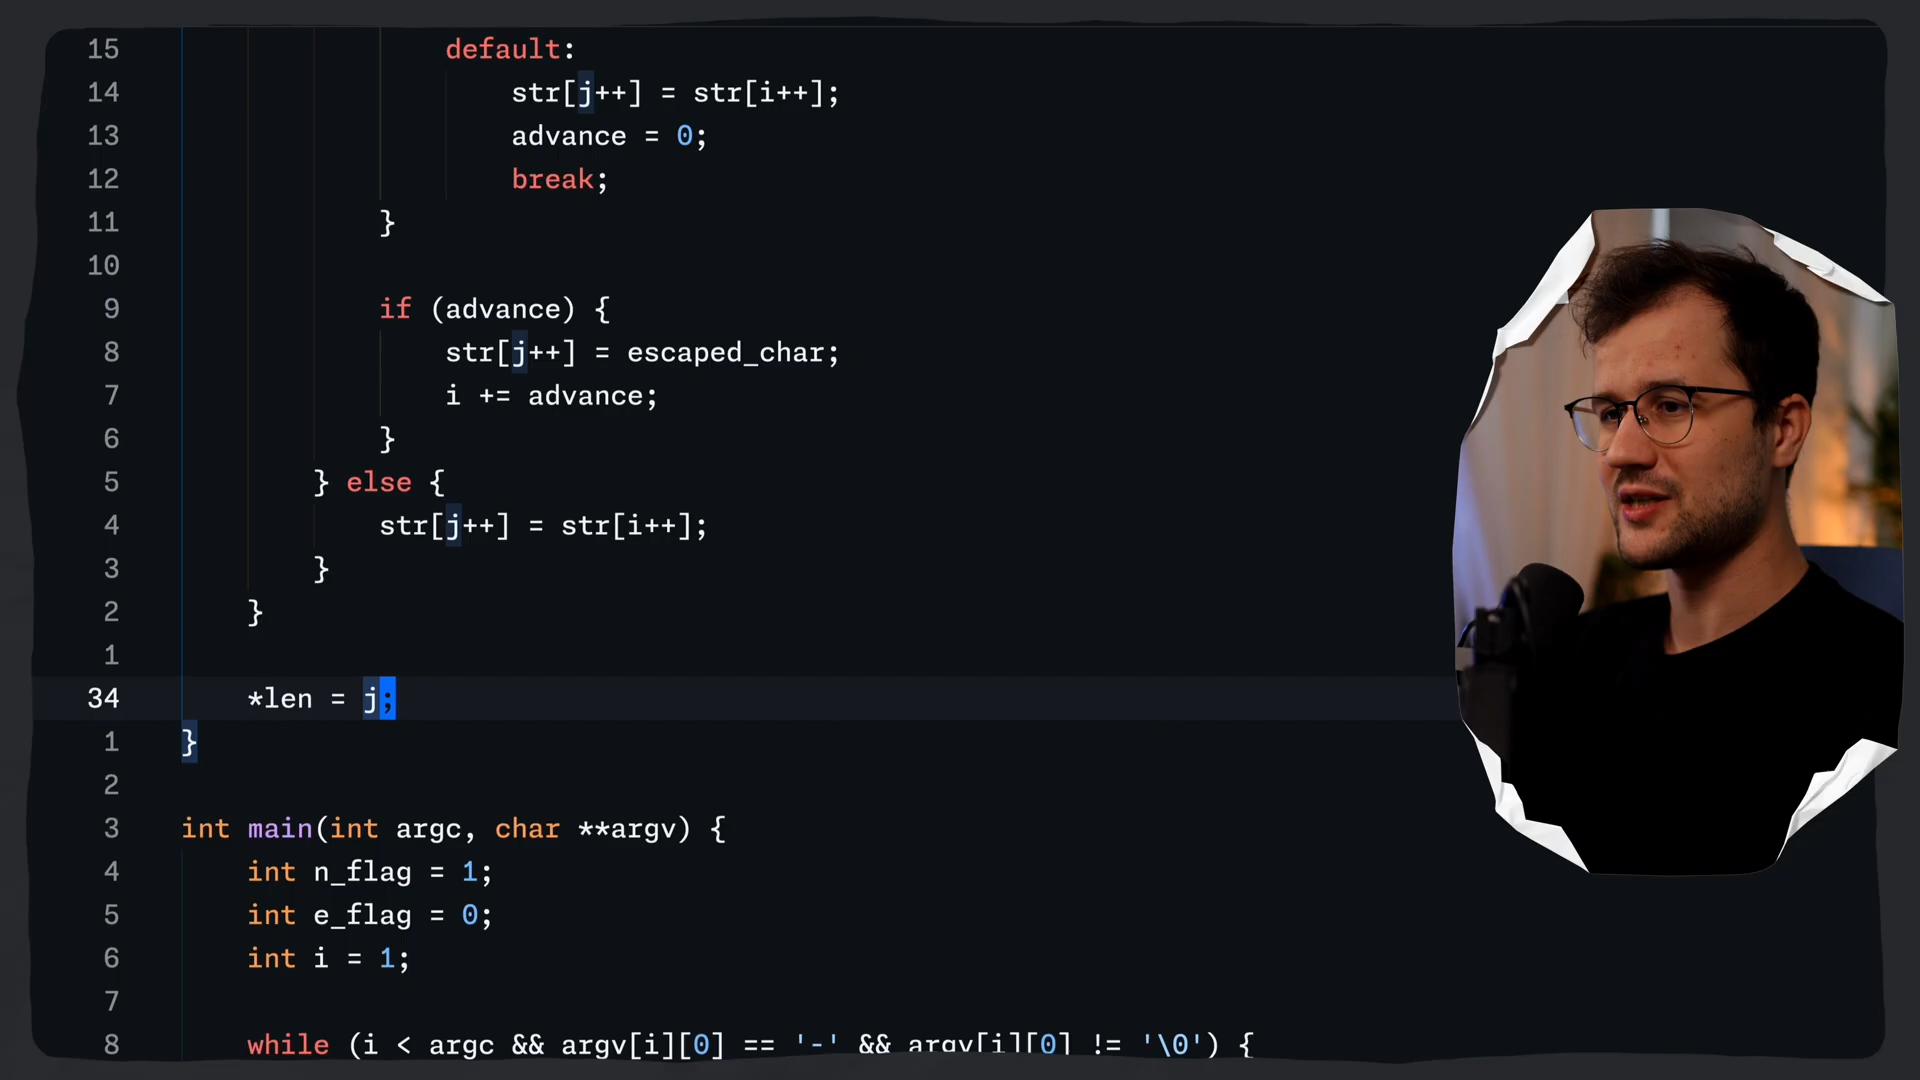 15 default:
14 str[j++] = str[i++];
13 advance = 0;
12 break;
11 }
10
9 if (advance) {
8 str[j++] = escaped_char;
7 i += advance;
6 }
5 } else {
4 str[j++] = str[i++];
3 }
2 }
1
34 *len = j;
1 }
2
3 int main(int argc, char **argv) {
4 int n_flag = 1;
5 int e_flag = 0;
6 int i = 1;
7
8 while (i < argc && argv[i][0] == '-' && argv[i][0] != '\0') {